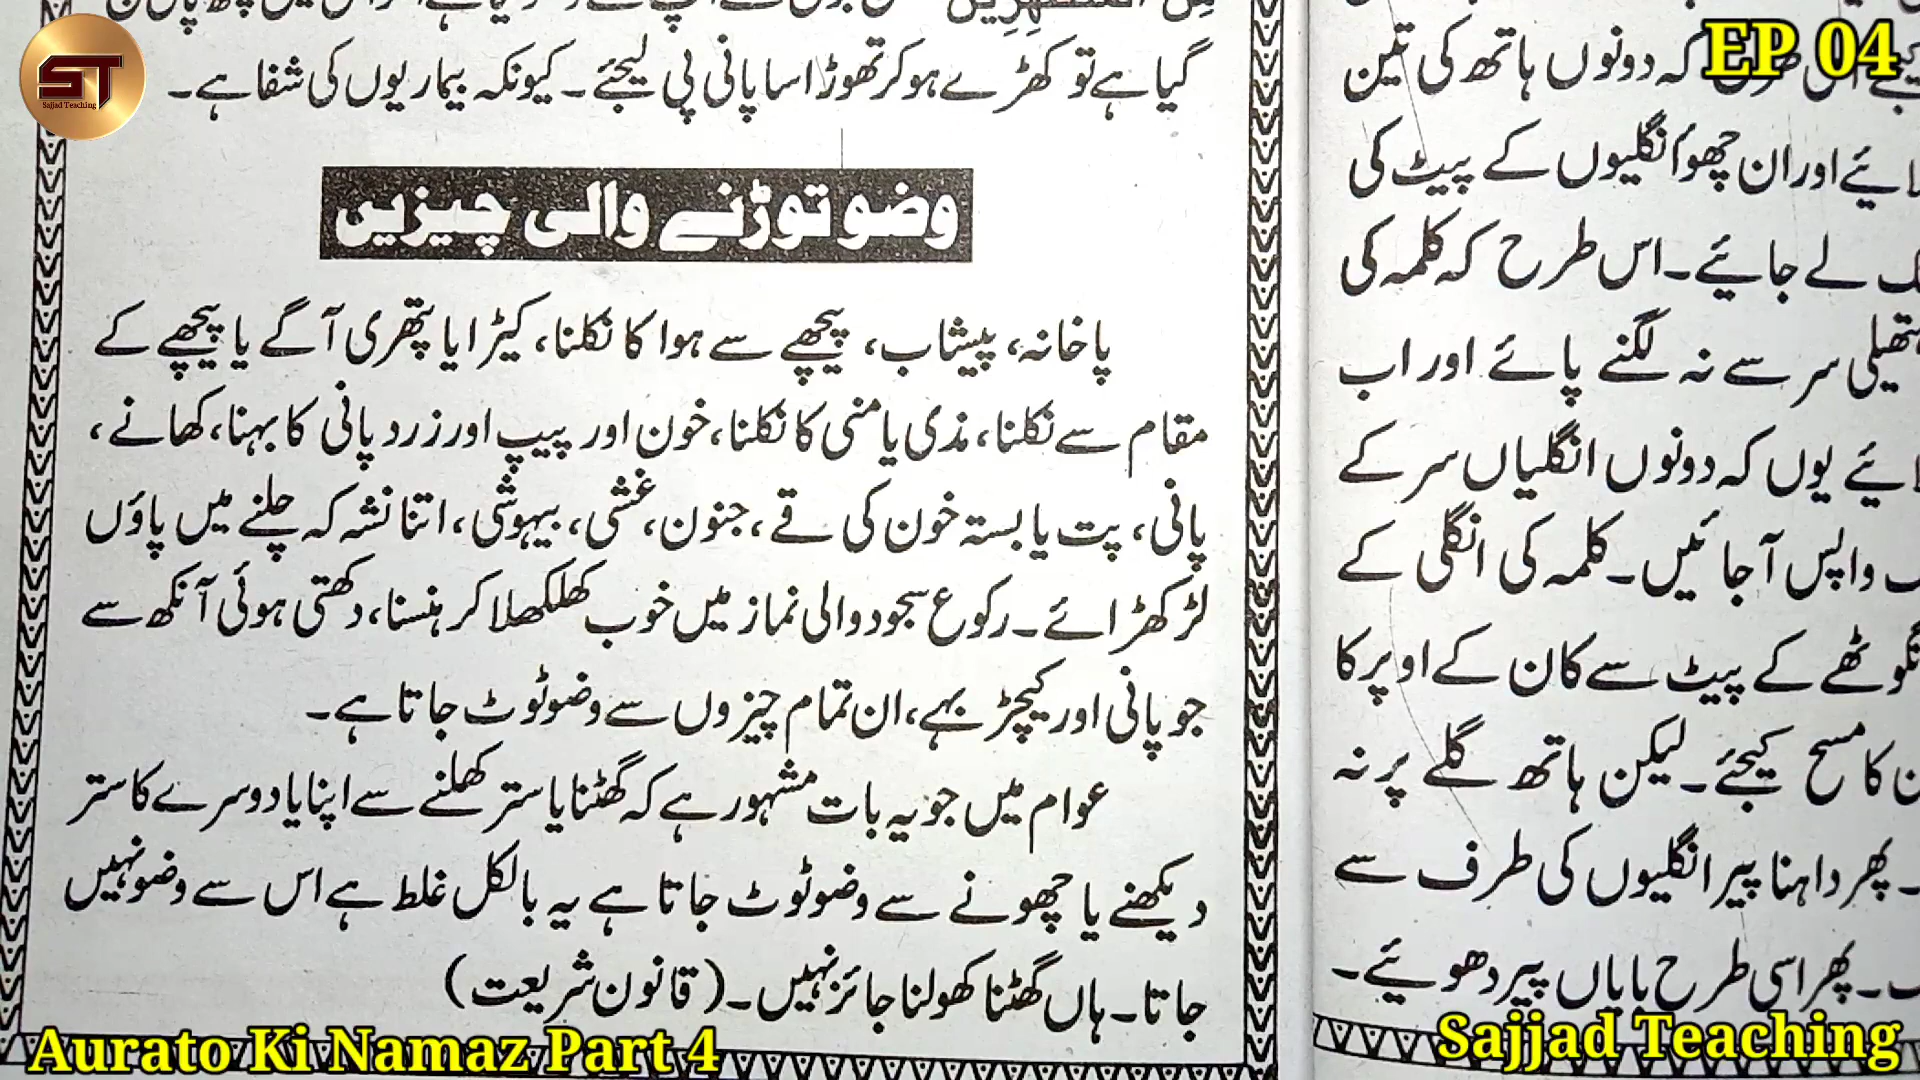 گیا ہے تو کھڑے ہو کر تھوڑا سا پانی پی لیجئے۔ کیونکہ بیماریوں کی شفا ہے۔
وضو توڑنے والی چیزیں
پاخانہ، پیشاب، پیچھے سے ہوا کا نکلنا، کیڑا یا پتھری آگے یا پیچھے کے
مقام سے نکلنا، مذی یا منی کا نکلنا، خون اور پیپ اور زرد پانی کا بہنا، کھانے،
پانی، پت یا بستہ خون کی قے، جنون، غشی، بیہوشی، اتنا نشہ کہ چلنے میں پاؤں
لڑکھڑائے۔ رکوع سجود والی نماز میں خوب کھلکھلا کر ہنسنا، دکھتی ہوئی آنکھ سے
جو پانی اور کیچڑ بہے، ان تمام چیزوں سے وضو ٹوٹ جاتا ہے۔
عوام میں جو یہ بات مشہور ہے کہ گھٹنا یا ستر کھلنے سے اپنا یا دوسرے کا ستر
دیکھنے یا چھونے سے وضو ٹوٹ جاتا ہے یہ بالکل غلط ہے اس سے وضو نہیں
جاتا۔ ہاں گھٹنا کھولنا جائز نہیں۔ (قانون شریعت)
کہ دونوں ہاتھ کی تین
اور ان چھؤ انگلیوں کے پیٹ کی
لے جائیے۔ اس طرح کہ کلمہ کی
سر سے نہ لگنے پائے اور اب
یوں کہ دونوں انگلیاں سر کے
واپس آ جائیں۔ کلمہ کی انگلی کے
کے پیٹ سے کان کے اوپر کا
کا مسح کیجئے۔ لیکن ہاتھ گلے پر نہ
پھر داہنا پیر انگلیوں کی طرف سے
پھر اسی طرح بایاں پیر دھوئیے۔
ST
Sajjad Teaching
EP 04
Aurato Ki Namaz Part 4
Sajjad Teaching